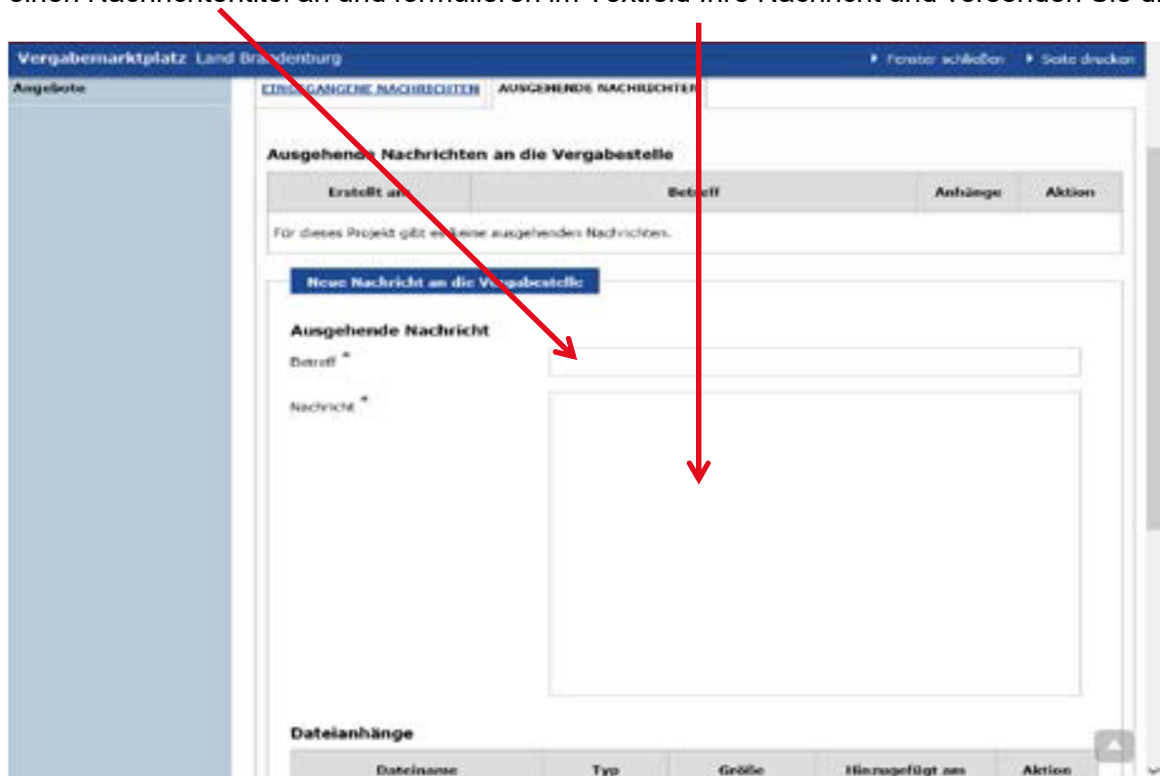 einen Nachrichtentitel an und formulieren im Textfeld Ihre Nachricht und versenden Sie di
Vergabemarktplatz Land Brandenburg
Fenster schließen Seite drucken
Angebote
EINGEGANGENE NACHRICHTEN AUSGEHENDE NACHRICHTEN
Ausgehende Nachrichten an die Vergabestelle
Erstellt am Betreff Anhänge Aktion
Für dieses Projekt gibt es keine ausgehenden Nachrichten.
Neue Nachricht an die Vergabestelle
Ausgehende Nachricht
Betreff *
Nachricht *
Dateianhänge
Dateiname Typ Größe Hinzugefügt am Aktion